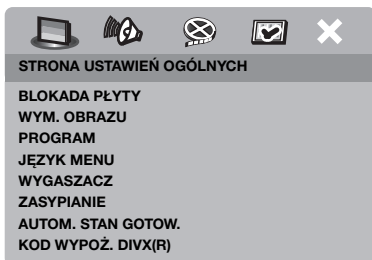 STRONA USTAWIEŃ OGÓLNYCH
BLOKADA PŁYTY
WYM. OBRAZU
PROGRAM
JĘZYK MENU
WYGASZACZ
ZASYPIANIE
AUTOM. STAN GOTOW.
KOD WYPOŻ. DIVX(R)